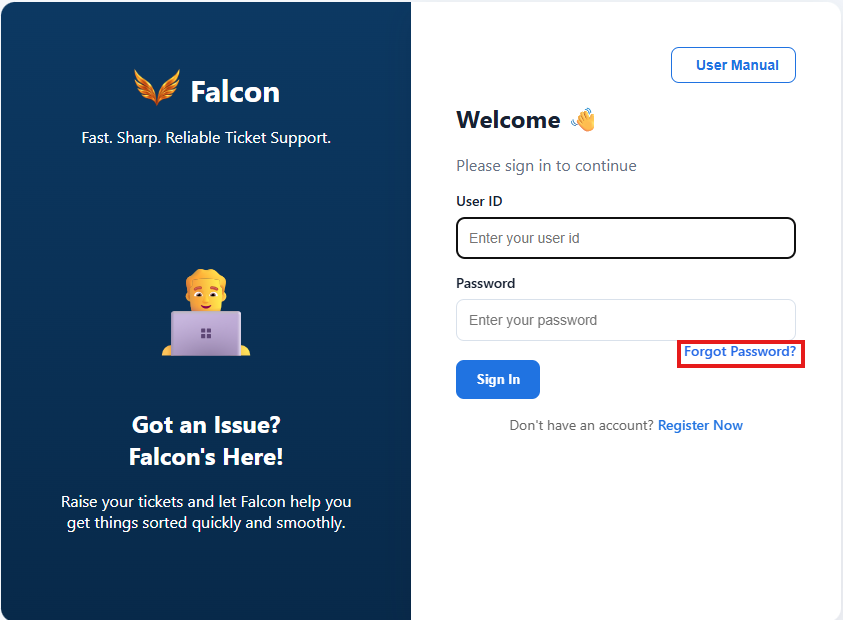 Falcon
Fast. Sharp. Reliable Ticket Support.
Got an Issue?
Falcon's Here!
Raise your tickets and let Falcon help you
get things sorted quickly and smoothly.
User Manual
Welcome 👋
Please sign in to continue
User ID
Enter your user id
Password
Enter your password
Forgot Password?
Sign In
Don't have an account? Register Now